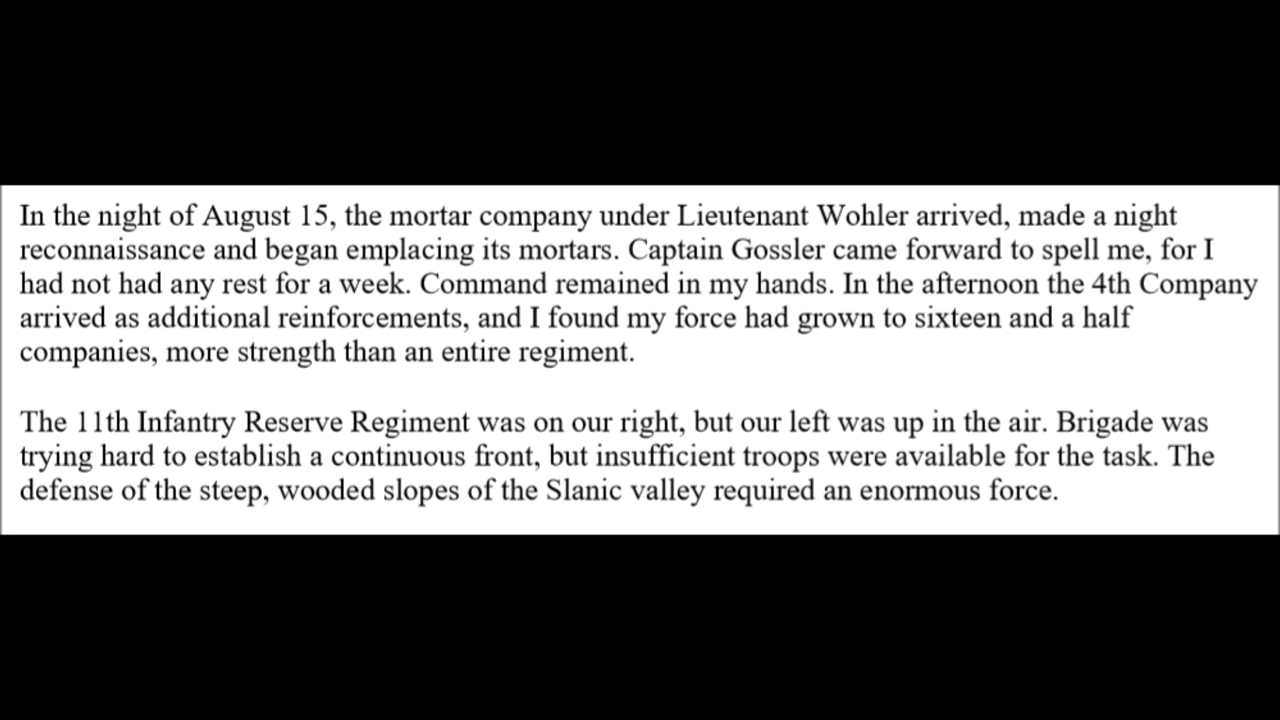 In the night of August 15, the mortar company under Lieutenant Wohler arrived, made a night
reconnaissance and began emplacing its mortars. Captain Gossler came forward to spell me, for I
had not had any rest for a week. Command remained in my hands. In the afternoon the 4th Company
arrived as additional reinforcements, and I found my force had grown to sixteen and a half
companies, more strength than an entire regiment.
The 11th Infantry Reserve Regiment was on our right, but our left was up in the air. Brigade was
trying hard to establish a continuous front, but insufficient troops were available for the task. The
defense of the steep, wooded slopes of the Slanic valley required an enormous force.